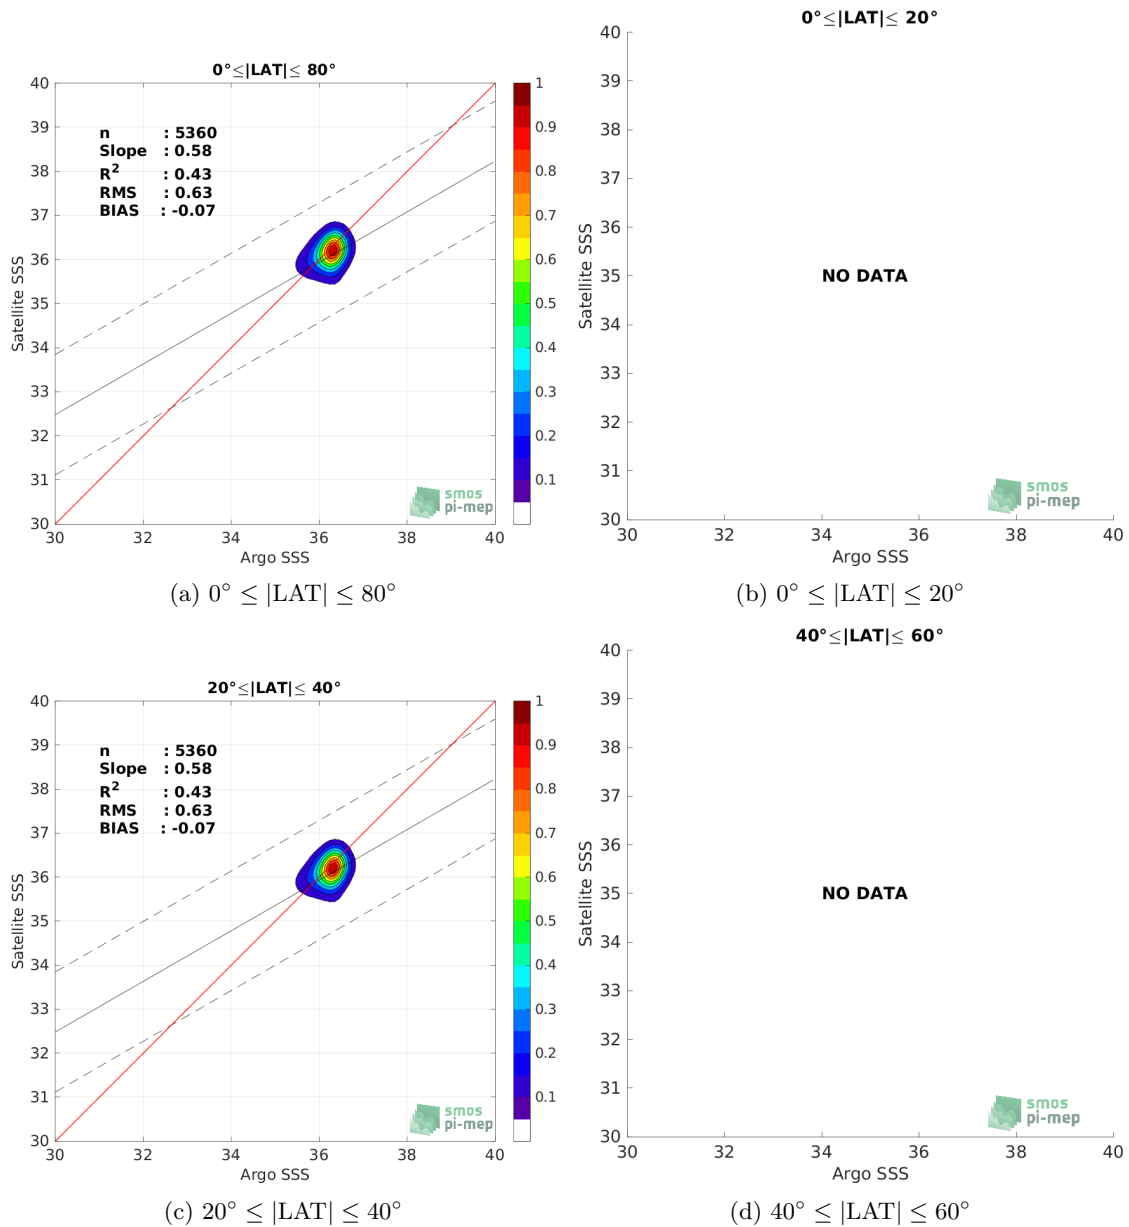 0°≤|LAT|≤ 80°
40
39
38
37
36
35
34
33
32
31
30
Satellite SSS
n : 5360
Slope : 0.58
R² : 0.43
RMS : 0.63
BIAS : -0.07
smos
pi-mep
30 32 34 36 38 40
Argo SSS
1
0.9
0.8
0.7
0.6
0.5
0.4
0.3
0.2
0.1
(a) 0° ≤ |LAT| ≤ 80°
0°≤|LAT|≤ 20°
40
39
38
37
36
35
34
33
32
31
30
Satellite SSS
NO DATA
smos
pi-mep
30 32 34 36 38 40
Argo SSS
(b) 0° ≤ |LAT| ≤ 20°
20°≤|LAT|≤ 40°
40
39
38
37
36
35
34
33
32
31
30
Satellite SSS
n : 5360
Slope : 0.58
R² : 0.43
RMS : 0.63
BIAS : -0.07
smos
pi-mep
30 32 34 36 38 40
Argo SSS
1
0.9
0.8
0.7
0.6
0.5
0.4
0.3
0.2
0.1
(c) 20° ≤ |LAT| ≤ 40°
40°≤|LAT|≤ 60°
40
39
38
37
36
35
34
33
32
31
30
Satellite SSS
NO DATA
smos
pi-mep
30 32 34 36 38 40
Argo SSS
(d) 40° ≤ |LAT| ≤ 60°